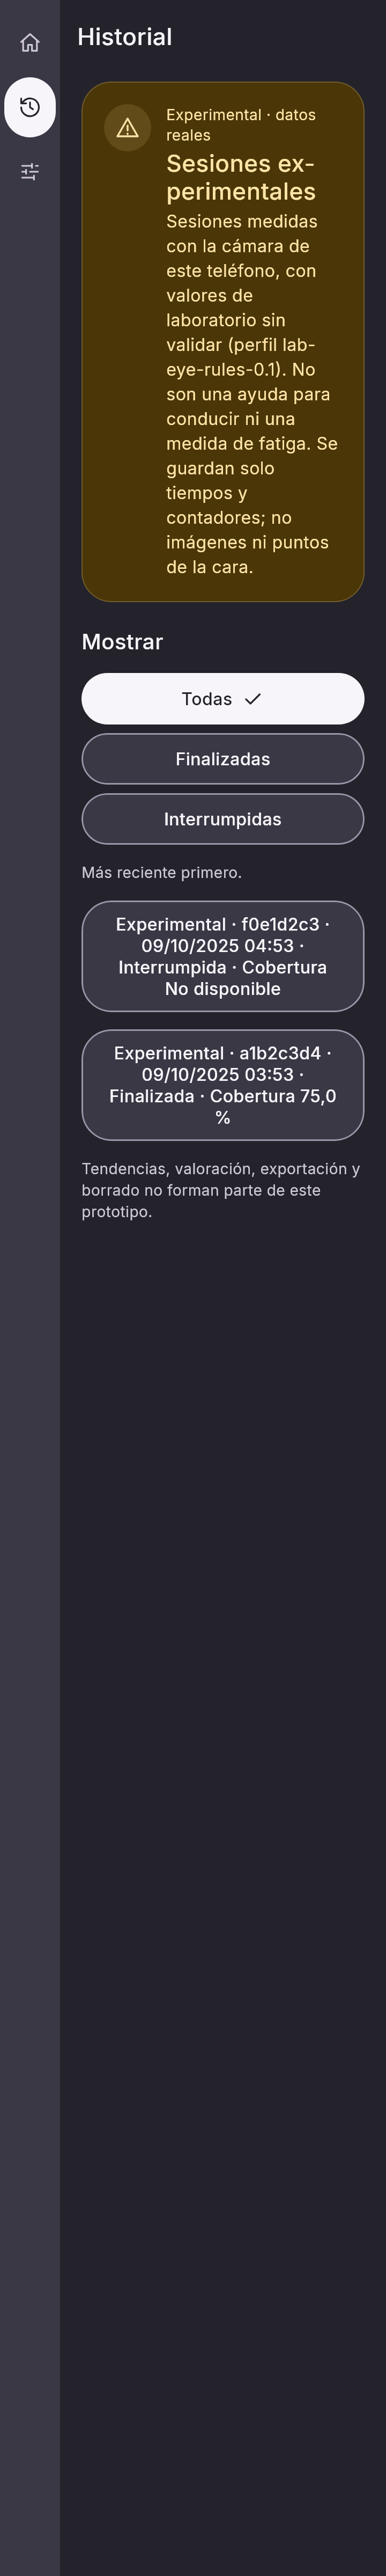 Historial
Experimental · datos
reales
Sesiones ex-
perimentales
Sesiones medidas
con la cámara de
este teléfono, con
valores de
laboratorio sin
validar (perfil lab-
eye-rules-0.1). No
son una ayuda para
conducir ni una
medida de fatiga. Se
guardan solo
tiempos y
contadores; no
imágenes ni puntos
de la cara.
Mostrar
Todas
Finalizadas
Interrumpidas
Más reciente primero.
Experimental · f0e1d2c3 ·
09/10/2025 04:53 ·
Interrumpida · Cobertura
No disponible
Experimental · a1b2c3d4 ·
09/10/2025 03:53 ·
Finalizada · Cobertura 75,0
%
Tendencias, valoración, exportación y
borrado no forman parte de este
prototipo.